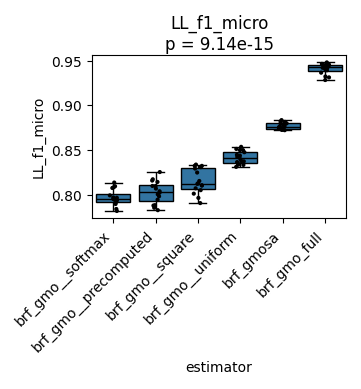 LL_f1_micro
p = 9.14e-15
LL_f1_micro
0.95
0.90
0.85
0.80
brf_gmo__softmax
brf_gmo__precomputed
brf_gmo__square
brf_gmo__uniform
brf_gmosa
brf_gmo_full
estimator